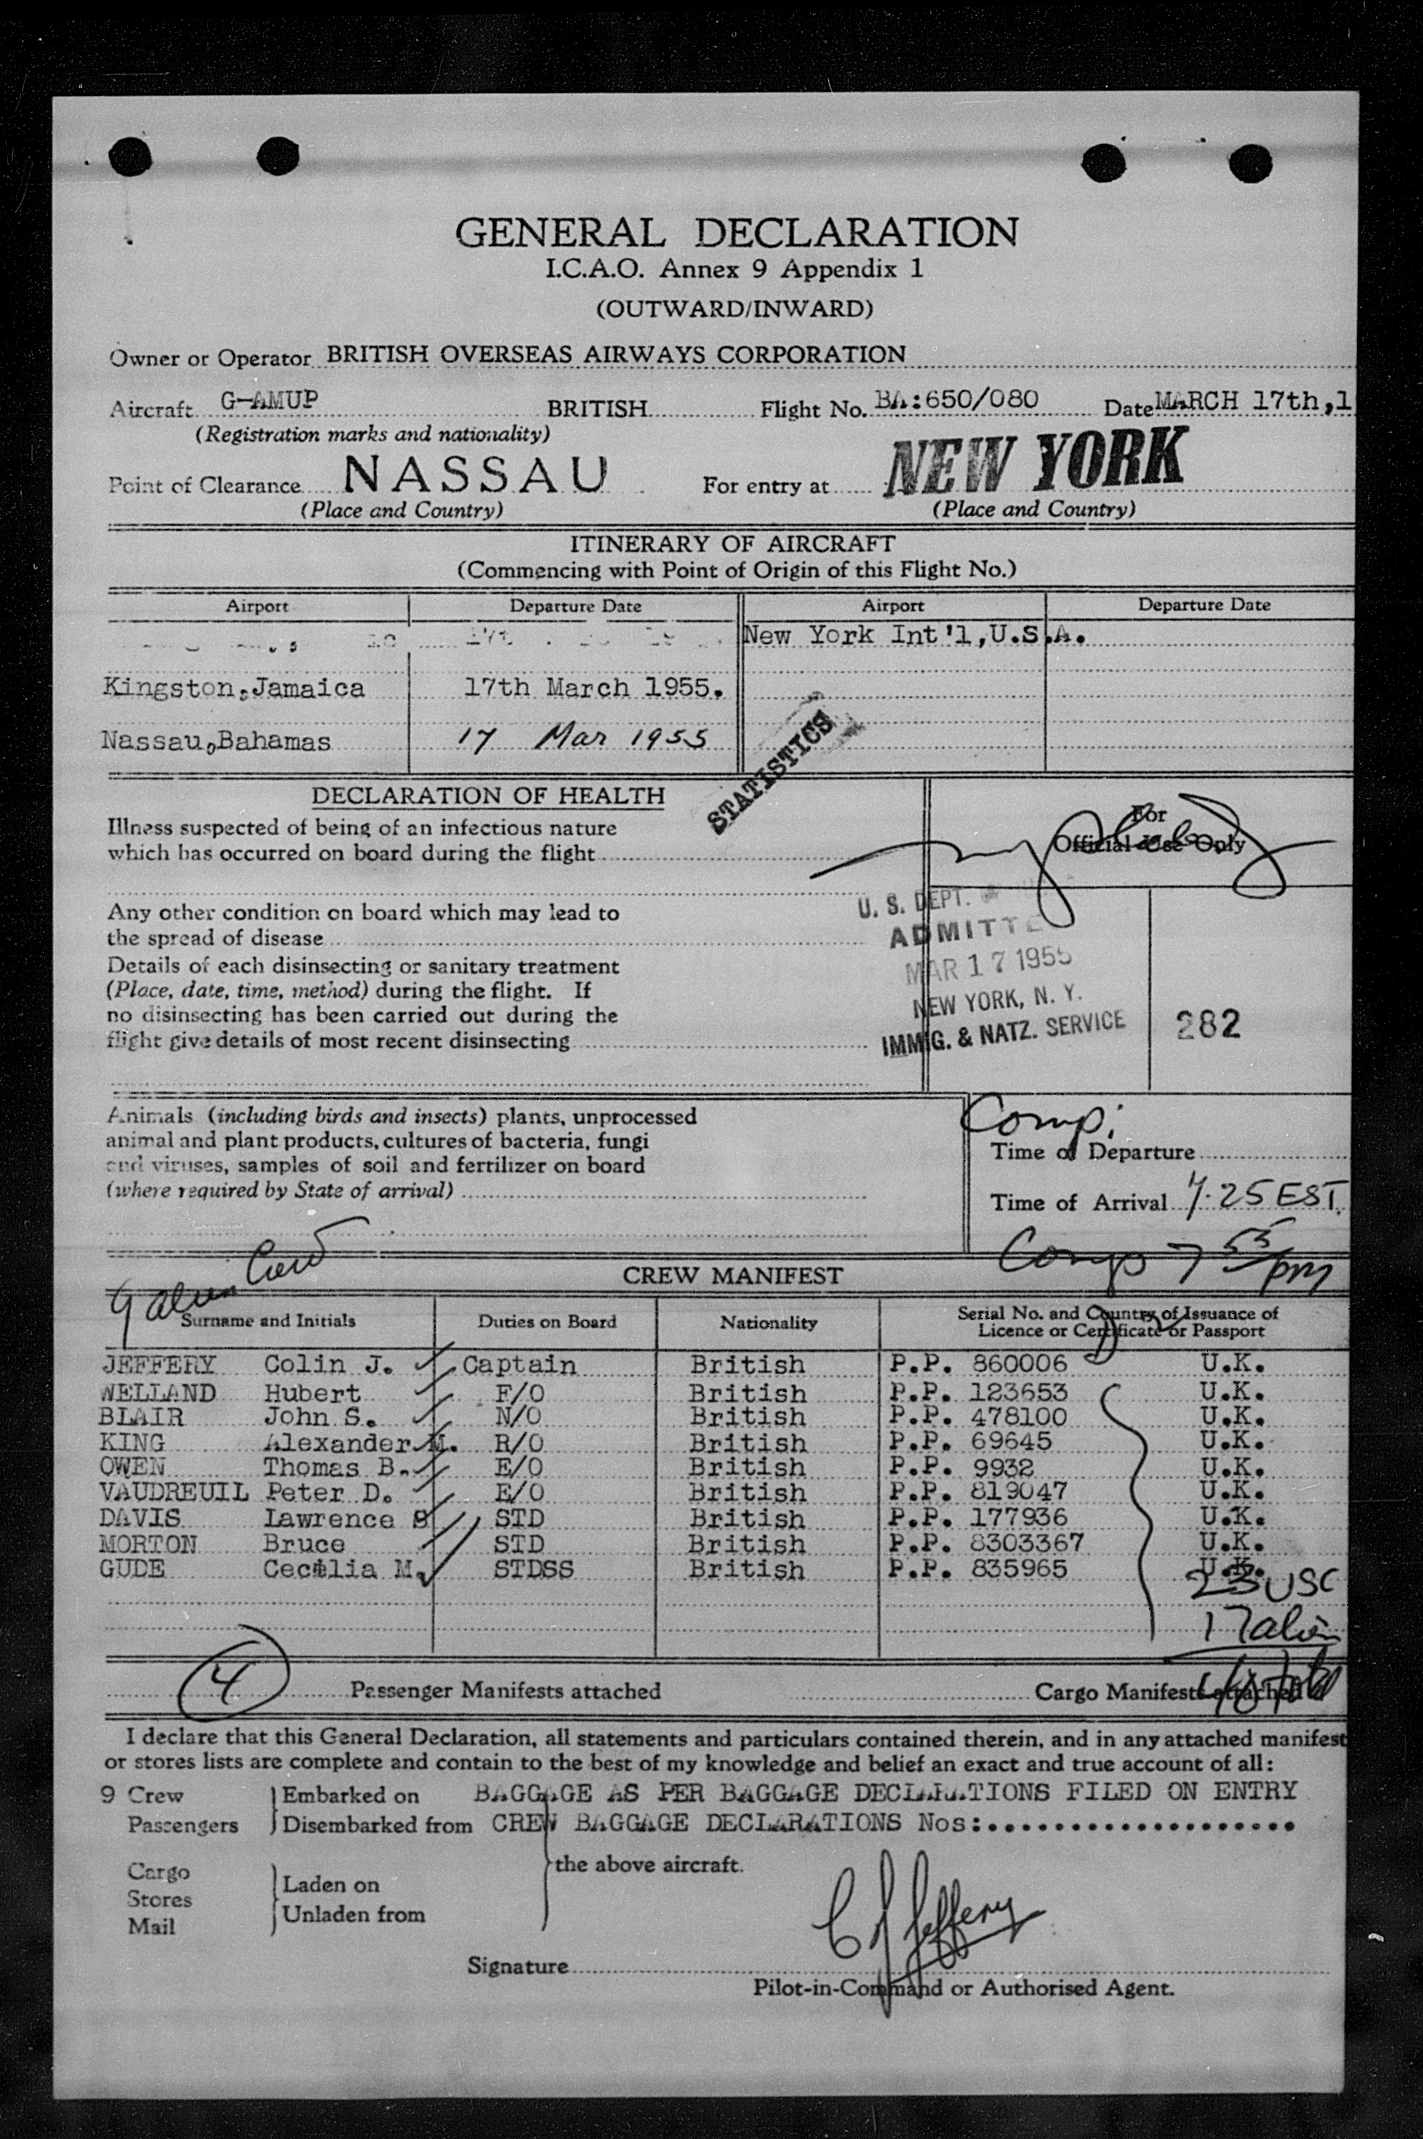 GENERAL DECLARATION
I.C.A.O. Annex 9 Appendix 1
(OUTWARD/INWARD)
Owner or Operator BRITISH OVERSEAS AIRWAYS CORPORATION
Aircraft G-AMUP BRITISH Flight No. BA:650/080 Date MARCH 17th,1
(Registration marks and nationality)
Point of Clearance NASSAU For entry at NEW YORK
(Place and Country) (Place and Country)
ITINERARY OF AIRCRAFT
(Commencing with Point of Origin of this Flight No.)
Airport Departure Date Airport Departure Date
New York Int'l,U.S.A.
Kingston,Jamaica 17th March 1955.
Nassau,Bahamas 17 Mar 1955
STATISTICS
DECLARATION OF HEALTH
For
Official Use Only
Illness suspected of being of an infectious nature
which has occurred on board during the flight
Any other condition on board which may lead to
the spread of disease
Details of each disinsecting or sanitary treatment
(Place, date, time, method) during the flight. If
no disinsecting has been carried out during the
flight give details of most recent disinsecting
U. S. DEPT.
ADMITTE
MAR 17 1955
NEW YORK, N. Y.
IMMIG. & NATZ. SERVICE
282
Animals (including birds and insects) plants, unprocessed
animal and plant products, cultures of bacteria, fungi
and viruses, samples of soil and fertilizer on board
(where required by State of arrival)
Comp:
Time of Departure
Time of Arrival 7.25 EST.
Comp 7 55/pm
9 alien Crew
CREW MANIFEST
Surname and Initials Duties on Board Nationality Serial No. and Country of Issuance of
Licence or Certificate or Passport
JEFFERY Colin J. Captain British P.P. 860006 U.K.
WELLAND Hubert F/O British P.P. 123653 U.K.
BLAIR John S. N/O British P.P. 478100 U.K.
KING Alexander M. R/O British P.P. 69645 U.K.
OWEN Thomas B. E/O British P.P. 9932 U.K.
VAUDREUIL Peter D. E/O British P.P. 819047 U.K.
DAVIS Lawrence S STD British P.P. 177936 U.K.
MORTON Bruce STD British P.P. 8303367 U.K.
GUDE Cecilia M. STDSS British P.P. 835965 U.K.
23 USC
17 alien
4 Passenger Manifests attached Cargo Manifests attached
I declare that this General Declaration, all statements and particulars contained therein, and in any attached manifest
or stores lists are complete and contain to the best of my knowledge and belief an exact and true account of all:
9 Crew Embarked on BAGGAGE AS PER BAGGAGE DECLARATIONS FILED ON ENTRY
Passengers Disembarked from CREW BAGGAGE DECLARATIONS Nos:...................
the above aircraft.
Cargo
Stores Laden on
Mail Unladen from
C J Jeffery
Signature
Pilot-in-Command or Authorised Agent.